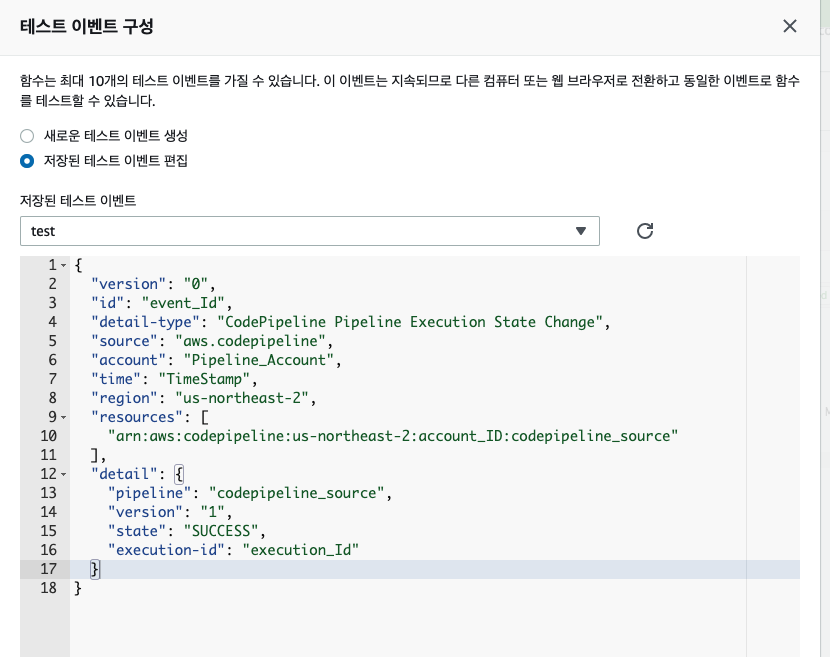 테스트 이벤트 구성
함수는 최대 10개의 테스트 이벤트를 가질 수 있습니다. 이 이벤트는 지속되므로 다른 컴퓨터 또는 웹 브라우저로 전환하고 동일한 이벤트로 함수
를 테스트할 수 있습니다.
새로운 테스트 이벤트 생성
저장된 테스트 이벤트 편집
저장된 테스트 이벤트
test
1 {
2 "version": "0",
3 "id": "event_Id",
4 "detail-type": "CodePipeline Pipeline Execution State Change",
5 "source": "aws.codepipeline",
6 "account": "Pipeline_Account",
7 "time": "TimeStamp",
8 "region": "us-northeast-2",
9 "resources": [
10 "arn:aws:codepipeline:us-northeast-2:account_ID:codepipeline_source"
11 ],
12 "detail": {
13 "pipeline": "codepipeline_source",
14 "version": "1",
15 "state": "SUCCESS",
16 "execution-id": "execution_Id"
17 }
18 }